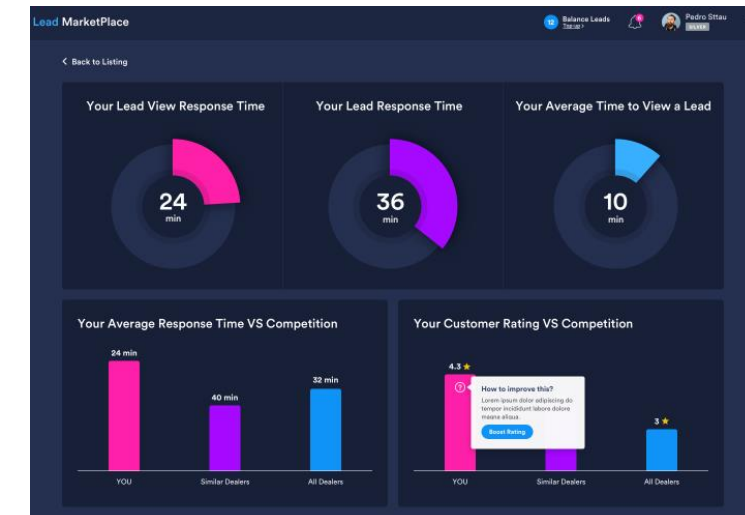 Lead MarketPlace
12
Balance Leads
Top up >
6
Pedro Sttau
SILVER
< Back to Listing
Your Lead View Response Time
Your Lead Response Time
Your Average Time to View a Lead
24
min
36
min
10
min
Your Average Response Time VS Competition
24 min
40 min
32 min
YOU
Similar Dealers
All Dealers
Your Customer Rating VS Competition
4.3 ★
?
How to improve this?
Lorem ipsum dolor adipiscing do
tempor incididunt labore dolore
magna aliqua.
Boost Rating
3 ★
YOU
Similar Dealers
All Dealers